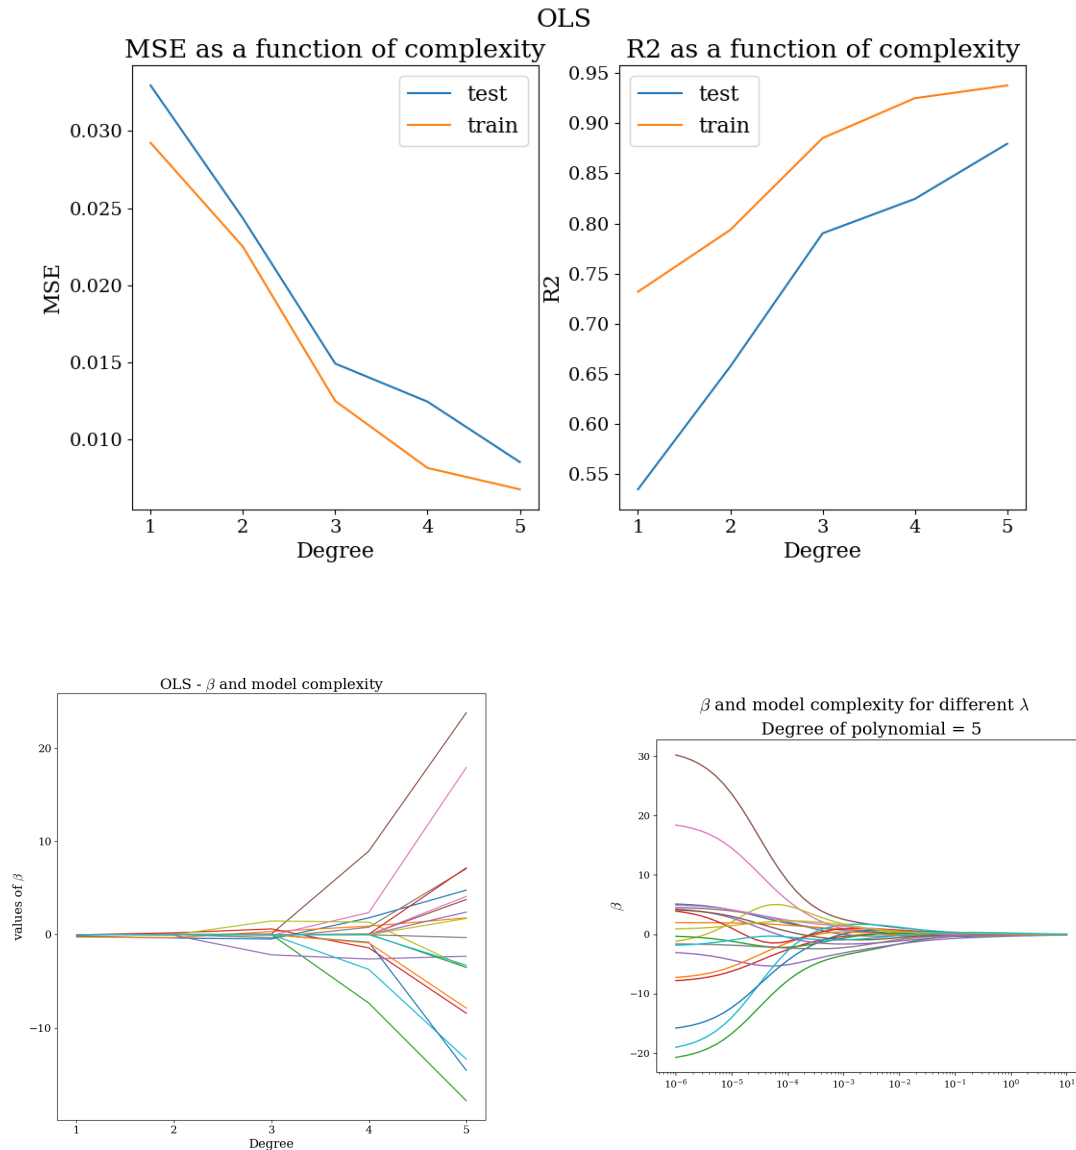 OLS
MSE as a function of complexity
R2 as a function of complexity
test
train
test
train
MSE
0.030
0.025
0.020
0.015
0.010
1 2 3 4 5
Degree
R2
0.95
0.90
0.85
0.80
0.75
0.70
0.65
0.60
0.55
1 2 3 4 5
Degree
OLS - β and model complexity
values of β
20
10
0
−10
1 2 3 4 5
Degree
β and model complexity for different λ
Degree of polynomial = 5
β
30
20
10
0
−10
−20
10⁻⁶ 10⁻⁵ 10⁻⁴ 10⁻³ 10⁻² 10⁻¹ 10⁰ 10¹